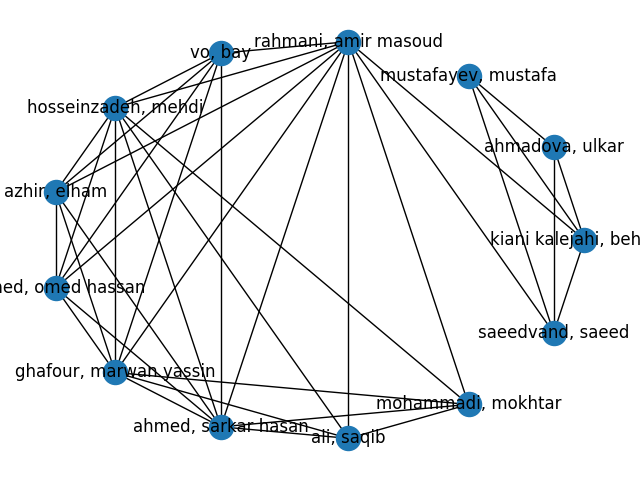 rahmani, amir masoud
vo, bay
mustafayev, mustafa
hosseinzadeh, mehdi
ahmadova, ulkar
azhir, elham
kiani kalejahi, beh
ned, omed hassan
saeedvand, saeed
ghafour, marwan yassin
mohammadi, mokhtar
ahmed, sarkar hasan
ali, saqib